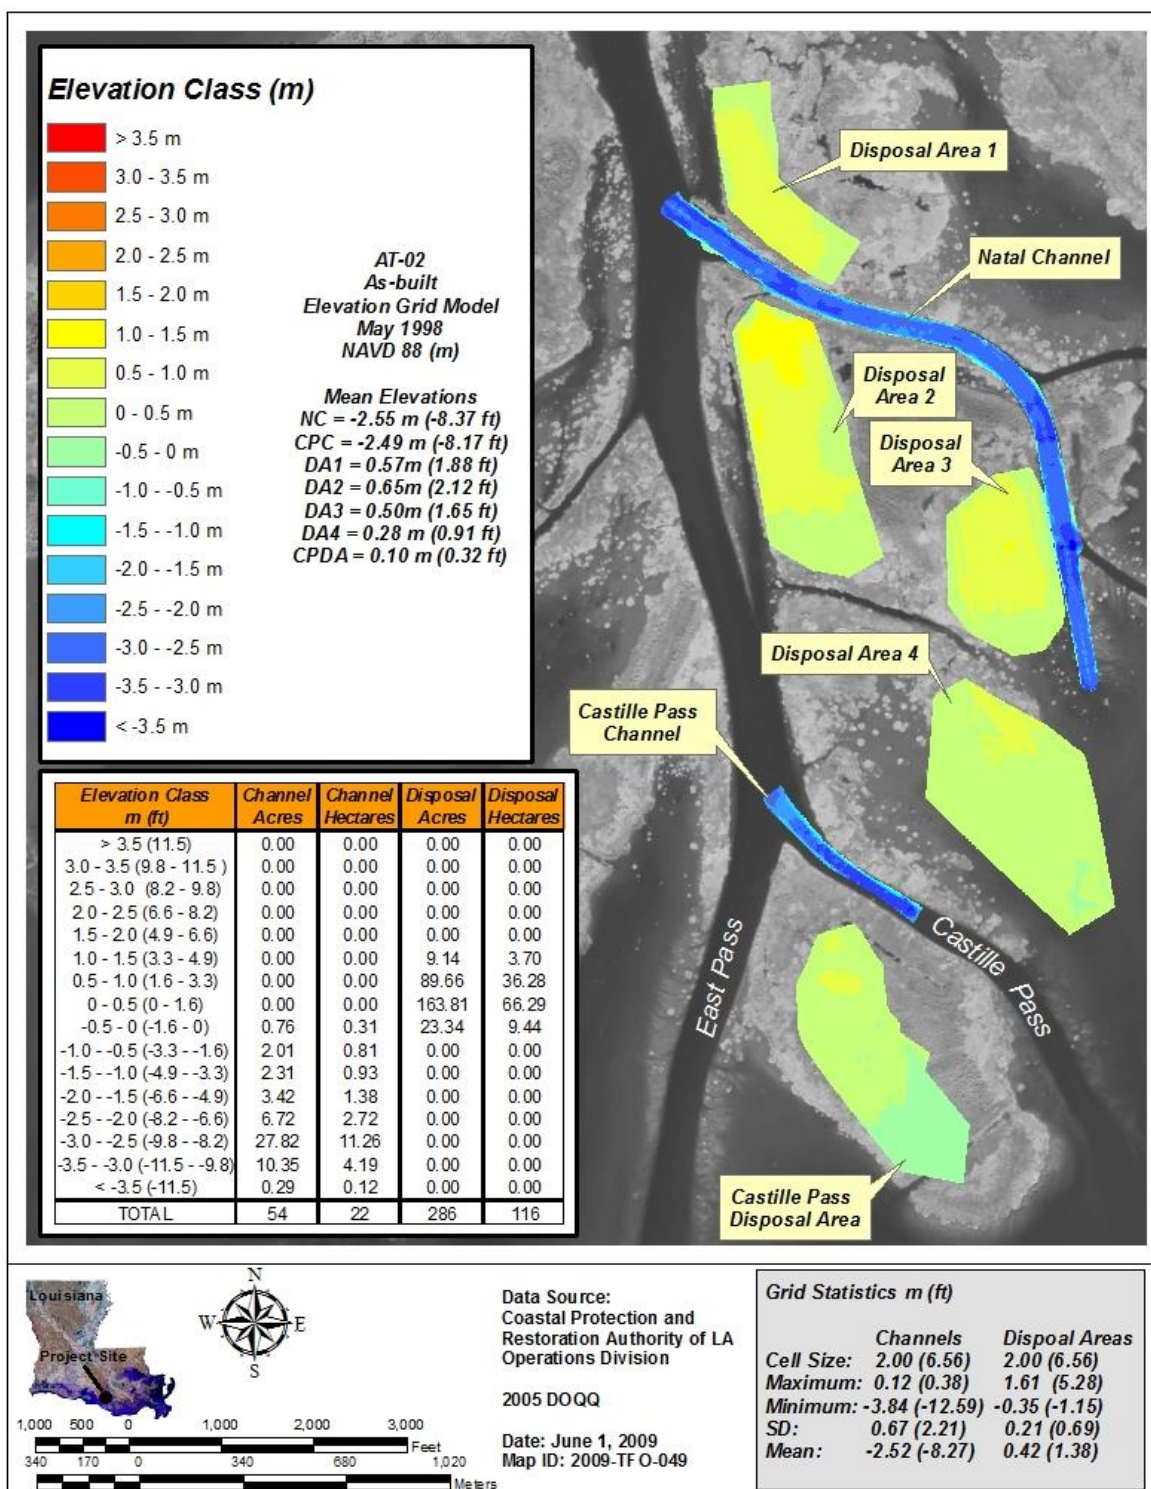 Elevation Class (m)
> 3.5 m
3.0 - 3.5 m
2.5 - 3.0 m
2.0 - 2.5 m
1.5 - 2.0 m
1.0 - 1.5 m
0.5 - 1.0 m
0 - 0.5 m
-0.5 - 0 m
-1.0 - -0.5 m
-1.5 - -1.0 m
-2.0 - -1.5 m
-2.5 - -2.0 m
-3.0 - -2.5 m
-3.5 - -3.0 m
< -3.5 m
AT-02
As-built
Elevation Grid Model
May 1998
NAVD 88 (m)
Mean Elevations
NC = -2.55 m (-8.37 ft)
CPC = -2.49 m (-8.17 ft)
DA1 = 0.57m (1.88 ft)
DA2 = 0.65m (2.12 ft)
DA3 = 0.50m (1.65 ft)
DA4 = 0.28 m (0.91 ft)
CPDA = 0.10 m (0.32 ft)
Disposal Area 1
Natal Channel
Disposal
Area 2
Disposal
Area 3
Disposal Area 4
Castille Pass
Channel
East Pass
Castille Pass
Castille Pass
Disposal Area
Elevation Class m (ft) Channel Acres Channel Hectares Disposal Acres Disposal Hectares
> 3.5 (11.5) 0.00 0.00 0.00 0.00
3.0 - 3.5 (9.8 - 11.5 ) 0.00 0.00 0.00 0.00
2.5 - 3.0 (8.2 - 9.8) 0.00 0.00 0.00 0.00
2.0 - 2.5 (6.6 - 8.2) 0.00 0.00 0.00 0.00
1.5 - 2.0 (4.9 - 6.6) 0.00 0.00 0.00 0.00
1.0 - 1.5 (3.3 - 4.9) 0.00 0.00 9.14 3.70
0.5 - 1.0 (1.6 - 3.3) 0.00 0.00 89.66 36.28
0 - 0.5 (0 - 1.6) 0.00 0.00 163.81 66.29
-0.5 - 0 (-1.6 - 0) 0.76 0.31 23.34 9.44
-1.0 - -0.5 (-3.3 - -1.6) 2.01 0.81 0.00 0.00
-1.5 - -1.0 (-4.9 - -3.3) 2.31 0.93 0.00 0.00
-2.0 - -1.5 (-6.6 - -4.9) 3.42 1.38 0.00 0.00
-2.5 - -2.0 (-8.2 - -6.6) 6.72 2.72 0.00 0.00
-3.0 - -2.5 (-9.8 - -8.2) 27.82 11.26 0.00 0.00
-3.5 - -3.0 (-11.5 - -9.8) 10.35 4.19 0.00 0.00
< -3.5 (-11.5) 0.29 0.12 0.00 0.00
TOTAL 54 22 286 116
Louisiana
Project Site
N
W E
S
1,000 500 0 1,000 2,000 3,000
Feet
340 170 0 340 680 1,020
Meters
Data Source:
Coastal Protection and
Restoration Authority of LA
Operations Division
2005 DOQQ
Date: June 1, 2009
Map ID: 2009-TFO-049
Grid Statistics m (ft)
Channels Dispoal Areas
Cell Size: 2.00 (6.56) 2.00 (6.56)
Maximum: 0.12 (0.38) 1.61 (5.28)
Minimum: -3.84 (-12.59) -0.35 (-1.15)
SD: 0.67 (2.21) 0.21 (0.69)
Mean: -2.52 (-8.27) 0.42 (1.38)